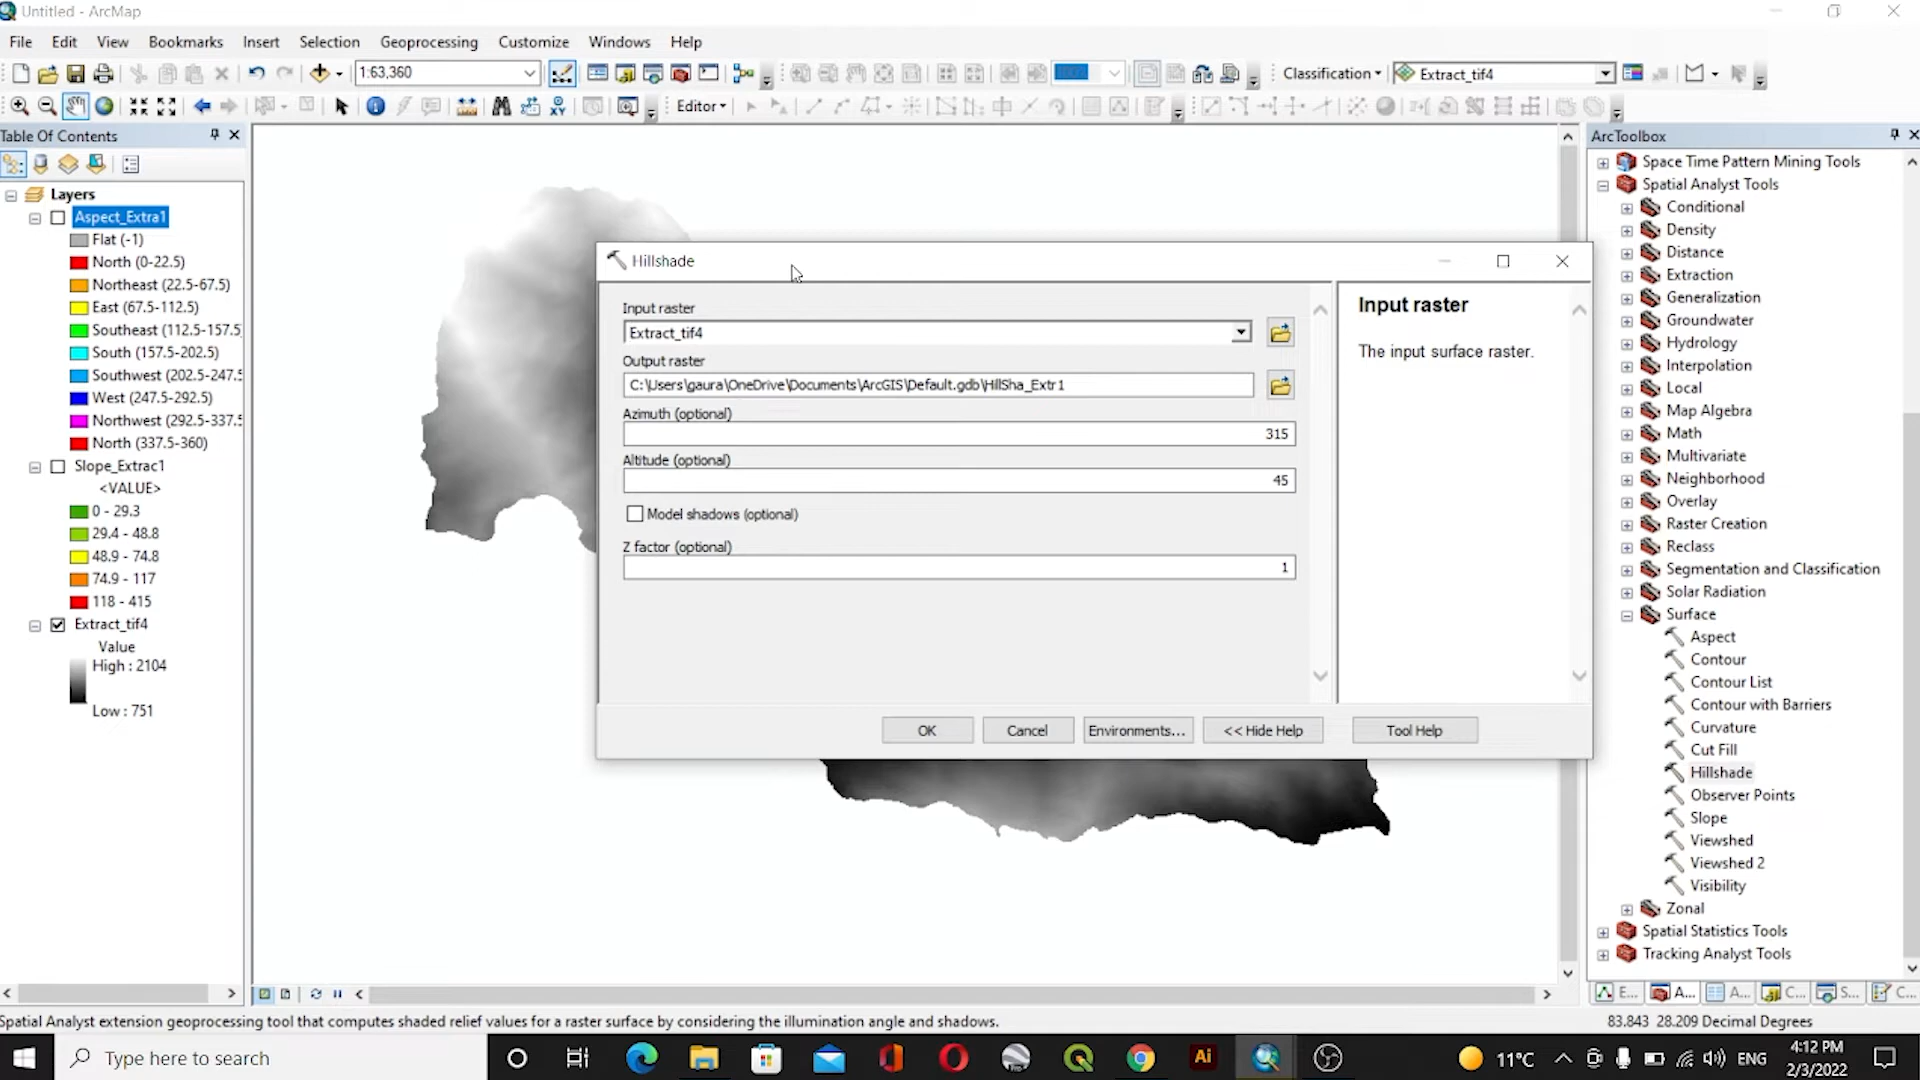 Untitled - ArcMap
File Edit View Bookmarks Insert Selection Geoprocessing Customize Windows Help
1:63,360
Classification Extract_tif4
Editor
Table Of Contents
Layers
Aspect_Extra1
Flat (-1)
North (0-22.5)
Northeast (22.5-67.5)
East (67.5-112.5)
Southeast (112.5-157.5
South (157.5-202.5)
Southwest (202.5-247.5
West (247.5-292.5)
Northwest (292.5-337.5
North (337.5-360)
Slope_Extrac1
<VALUE>
0 - 29.3
29.4 - 48.8
48.9 - 74.8
74.9 - 117
118 - 415
Extract_tif4
Value
High : 2104
Low : 751
Hillshade
Input raster
Extract_tif4
Output raster
C:\Users\gaura\OneDrive\Documents\ArcGIS\Default.gdb\HillSha_Extr1
Azimuth (optional)
315
Altitude (optional)
45
Model shadows (optional)
Z factor (optional)
1
Input raster
The input surface raster.
OK Cancel Environments... << Hide Help Tool Help
ArcToolbox
Space Time Pattern Mining Tools
Spatial Analyst Tools
Conditional
Density
Distance
Extraction
Generalization
Groundwater
Hydrology
Interpolation
Local
Map Algebra
Math
Multivariate
Neighborhood
Overlay
Raster Creation
Reclass
Segmentation and Classification
Solar Radiation
Surface
Aspect
Contour
Contour List
Contour with Barriers
Curvature
Cut Fill
Hillshade
Observer Points
Slope
Viewshed
Viewshed 2
Visibility
Zonal
Spatial Statistics Tools
Tracking Analyst Tools
E... A... A... C... S... C...
Spatial Analyst extension geoprocessing tool that computes shaded relief values for a raster surface by considering the illumination angle and shadows.
83.843 28.209 Decimal Degrees
Type here to search
Ai
11°C
ENG
4:12 PM
2/3/2022